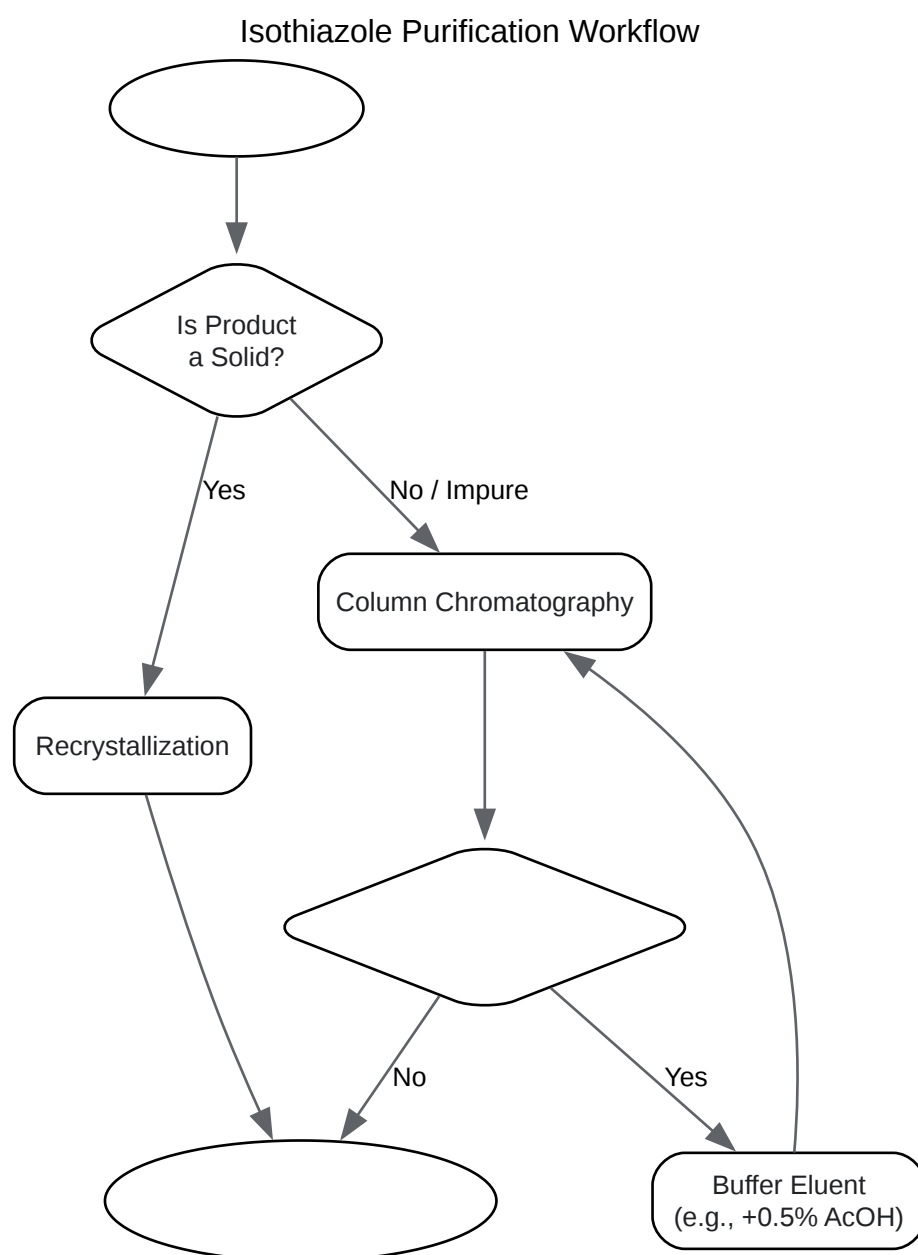 Isothiazole Purification Workflow
Is Product
a Solid?
Yes
No / Impure
Column Chromatography
Recrystallization
No
Yes
Buffer Eluent
(e.g., +0.5% AcOH)